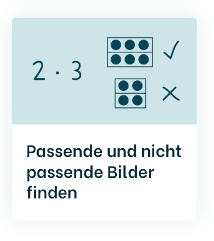 2 · 3
Passende und nicht
passende Bilder
finden